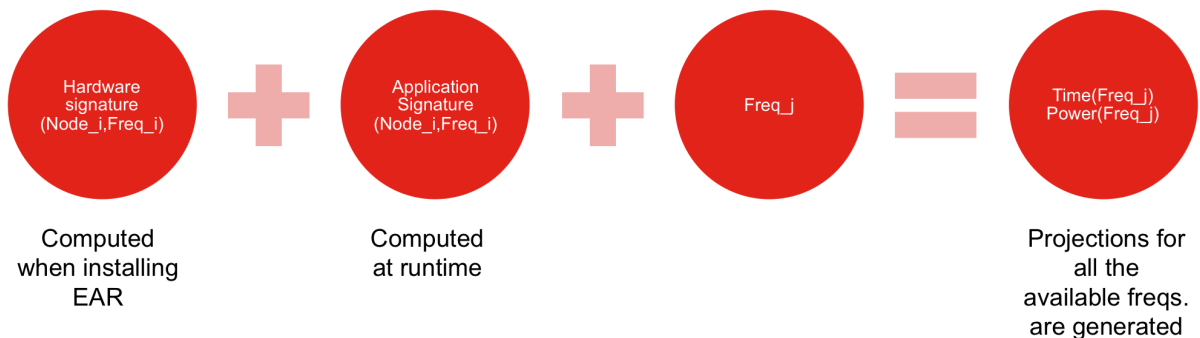 Hardware
signature
(Node_i,Freq_i)
Application
Signature
(Node_i,Freq_i)
Freq_j
Time(Freq_j)
Power(Freq_j)
Computed
when installing
EAR
Computed
at runtime
Projections for
all the
available freqs.
are generated